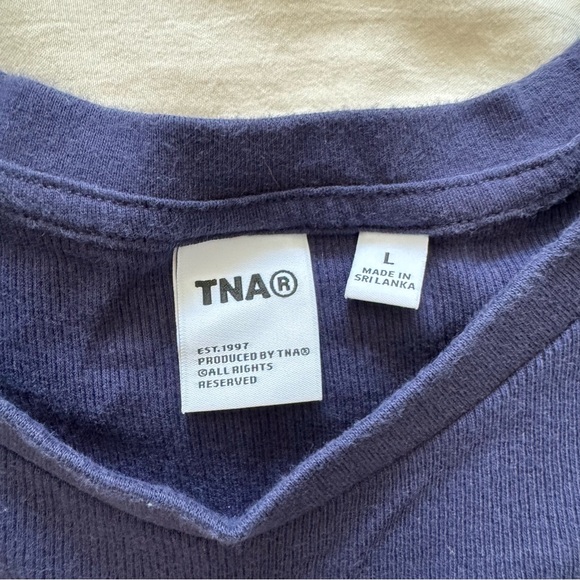 TNA®
EST.1997
PRODUCED BY TNA®
©ALL RIGHTS
RESERVED
L
MADE IN
SRI LANKA